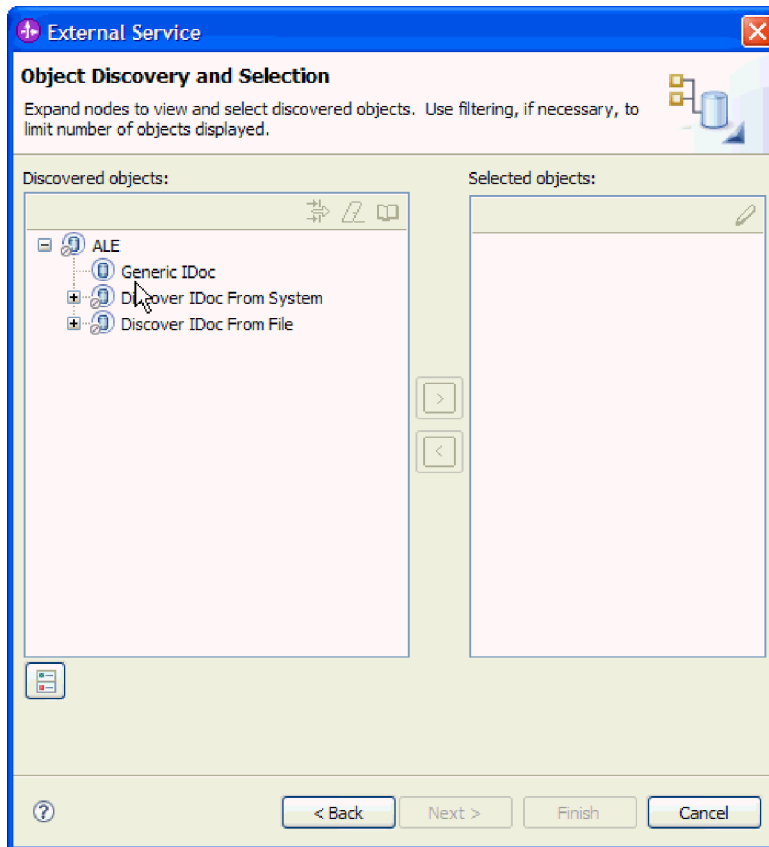 External Service
Object Discovery and Selection
Expand nodes to view and select discovered objects. Use filtering, if necessary, to
limit number of objects displayed.
Discovered objects:
Selected objects:
ALE
Generic IDoc
Discover IDoc From System
Discover IDoc From File
>
<
?
< Back
Next >
Finish
Cancel